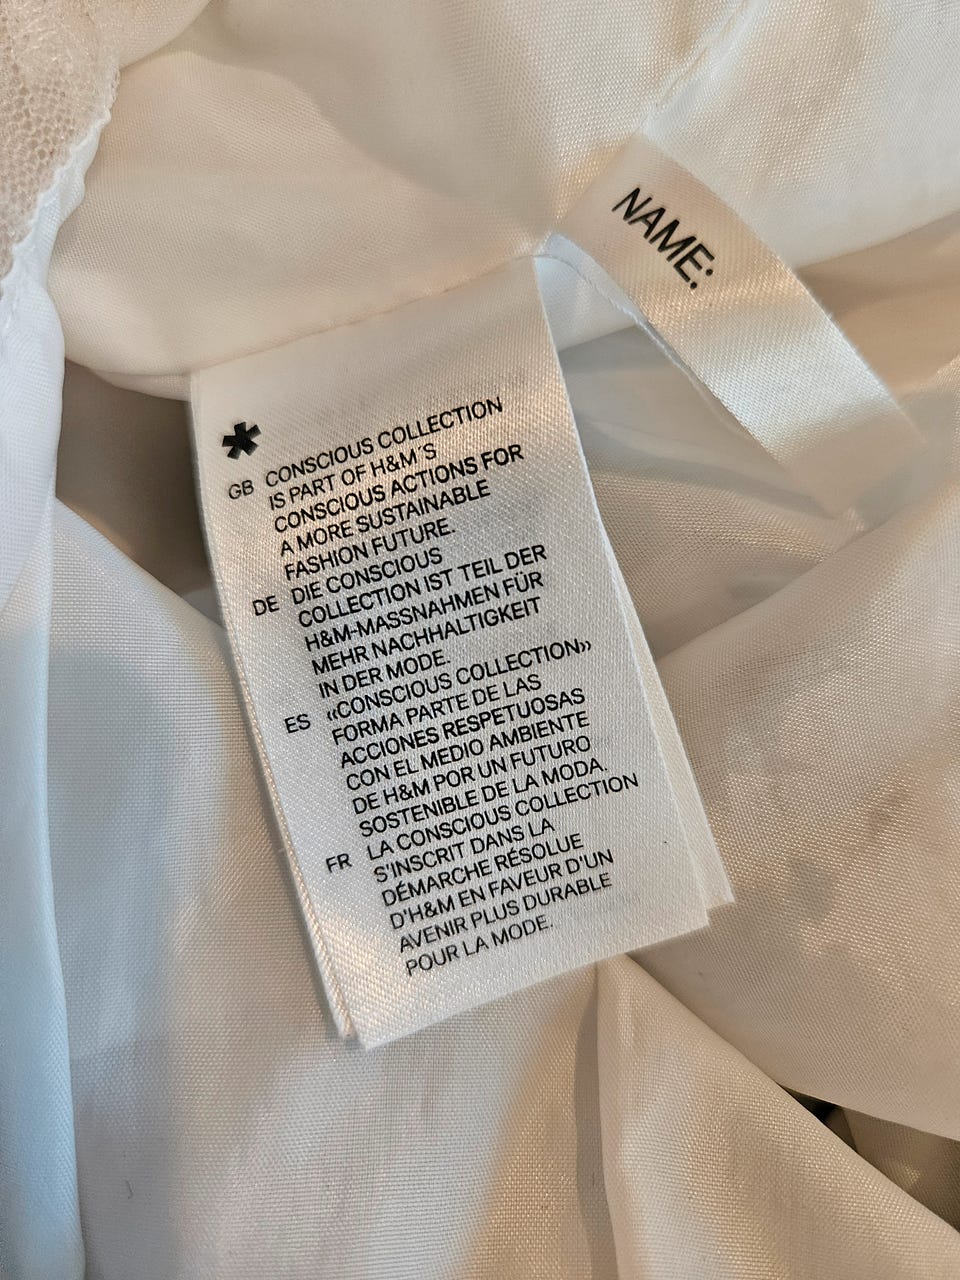 NAME:
*
GB CONSCIOUS COLLECTION
IS PART OF H&M´S
CONSCIOUS ACTIONS FOR
A MORE SUSTAINABLE
FASHION FUTURE.
DE DIE CONSCIOUS
COLLECTION IST TEIL DER
H&M-MASSNAHMEN FÜR
MEHR NACHHALTIGKEIT
IN DER MODE.
ES «CONSCIOUS COLLECTION»
FORMA PARTE DE LAS
ACCIONES RESPETUOSAS
CON EL MEDIO AMBIENTE
DE H&M POR UN FUTURO
SOSTENIBLE DE LA MODA.
FR LA CONSCIOUS COLLECTION
S'INSCRIT DANS LA
DÉMARCHE RÉSOLUE
D'H&M EN FAVEUR D'UN
AVENIR PLUS DURABLE
POUR LA MODE.